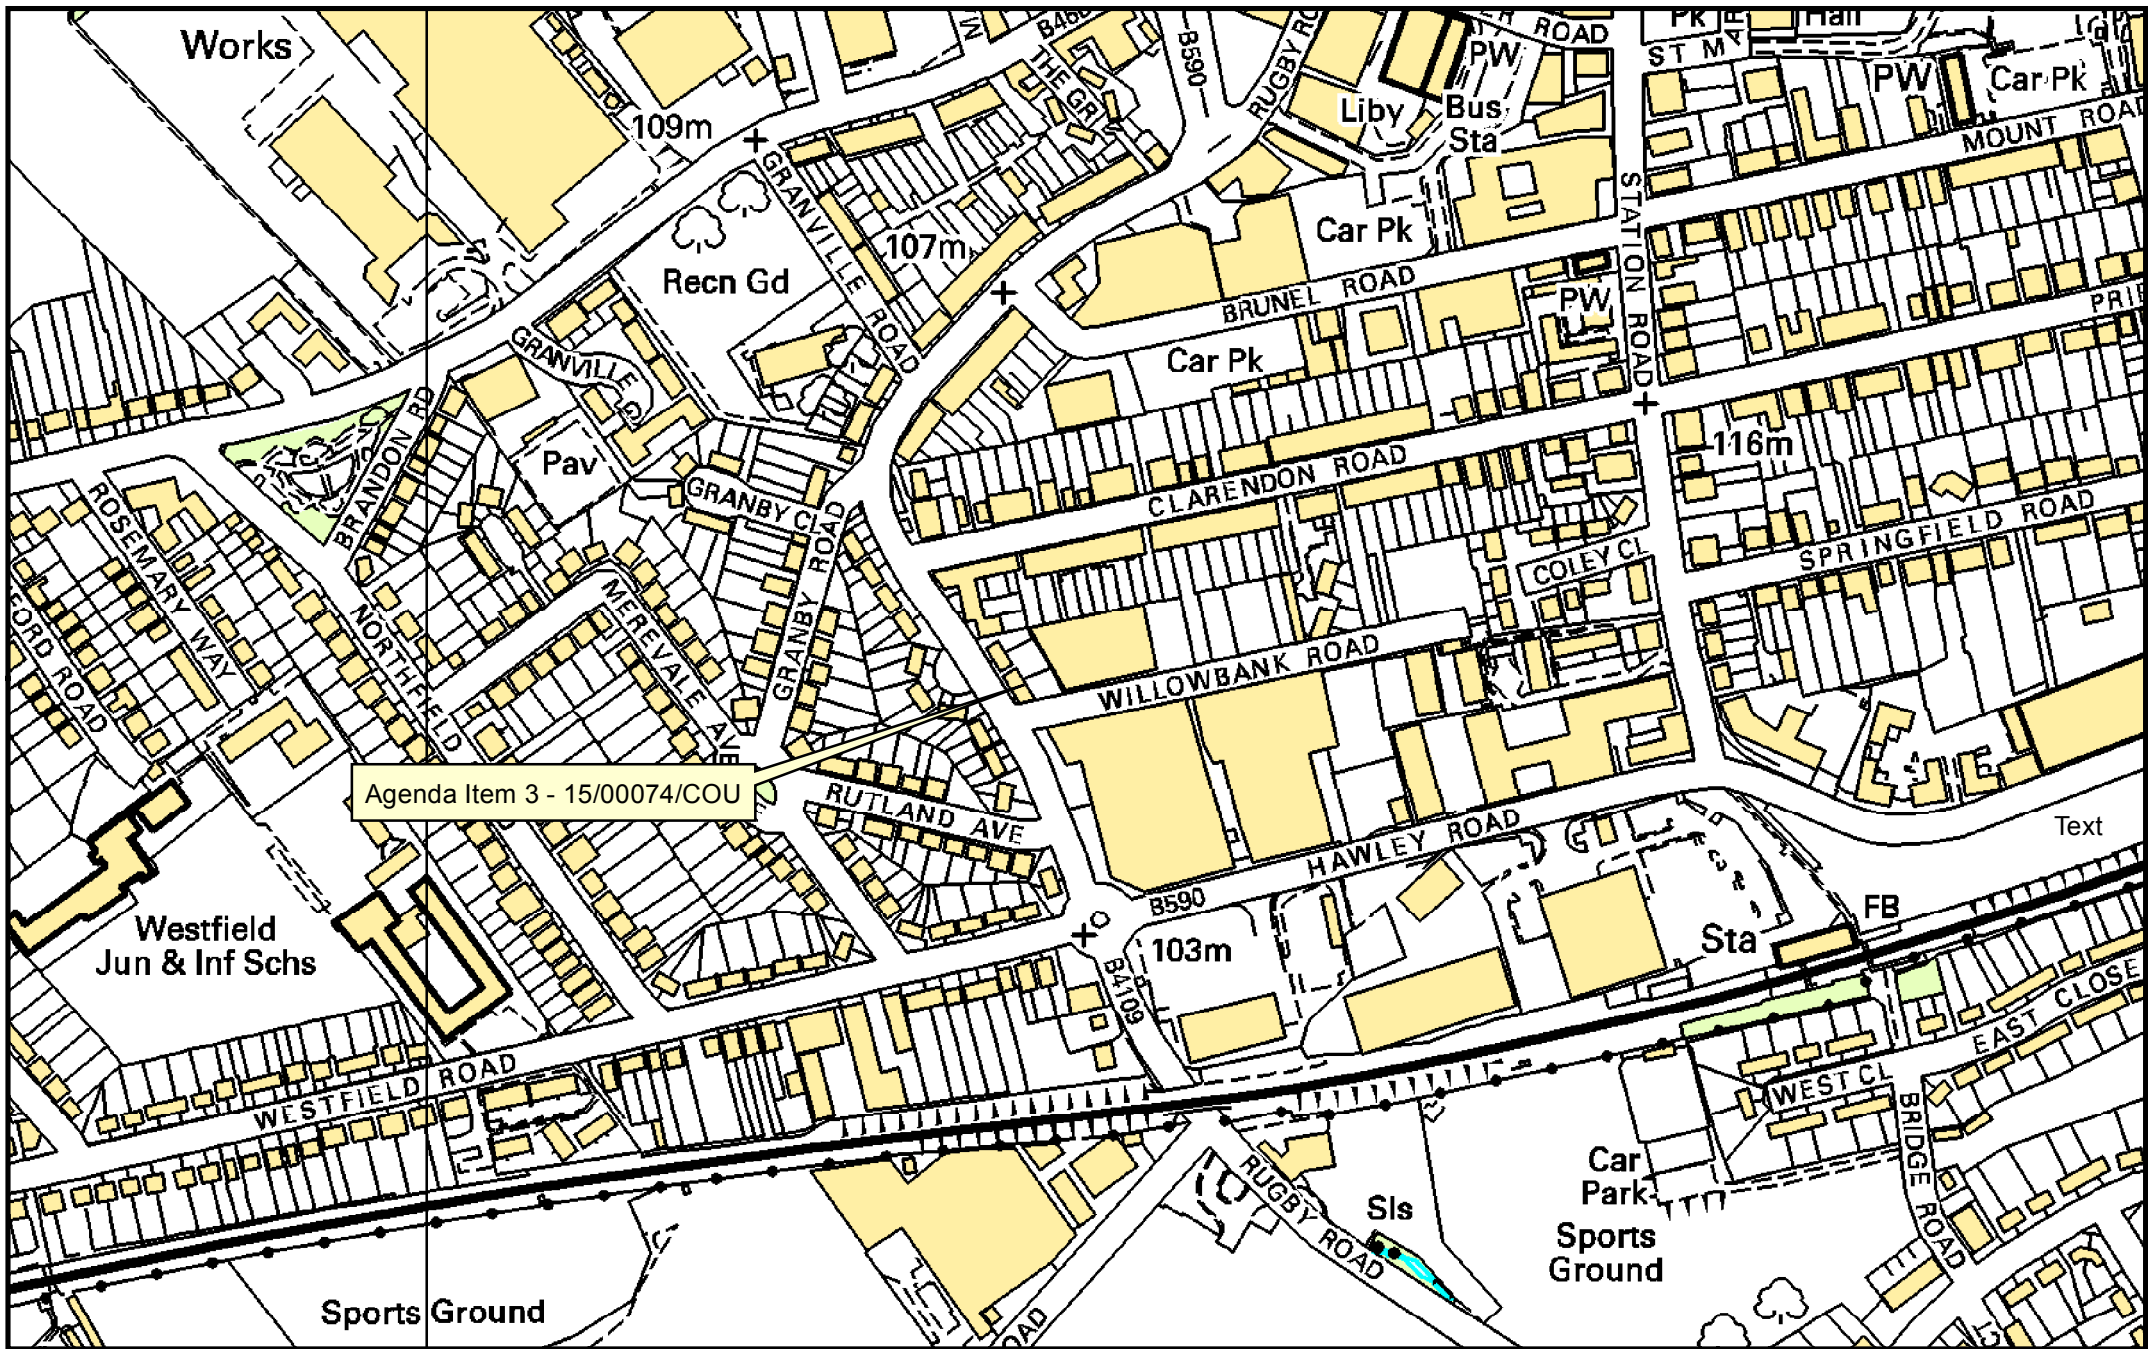 Works
109m
B590
RUGBY
PW
ROAD
Pk
Hall
Liby
Bus
Sta
PW
Car Pk
MOUNT
GRANVILLE ROAD
THE
107m
Recn Gd
Car Pk
STATION ROAD
BRUNEL ROAD
PW
Car Pk
GRANVILLE
BRANDON RD
Pav
GRANBY CL
GRANBY ROAD
CLARENDON ROAD
116m
SPRINGFIELD ROAD
COLEY CL
ROSEMARY WAY
ROAD
NORTHFIELD
MEREVALE AVE
WILLOWBANK ROAD
Agenda Item 3 - 15/00074/COU
RUTLAND AVE
HAWLEY ROAD
Text
B590
Westfield
Jun & Inf Schs
103m
B4109
Sta
FB
EAST CLOSE
WEST CL
WESTFIELD ROAD
BRIDGE ROAD
Car
Park
RUGBY ROAD
Sls
Sports
Ground
Sports Ground